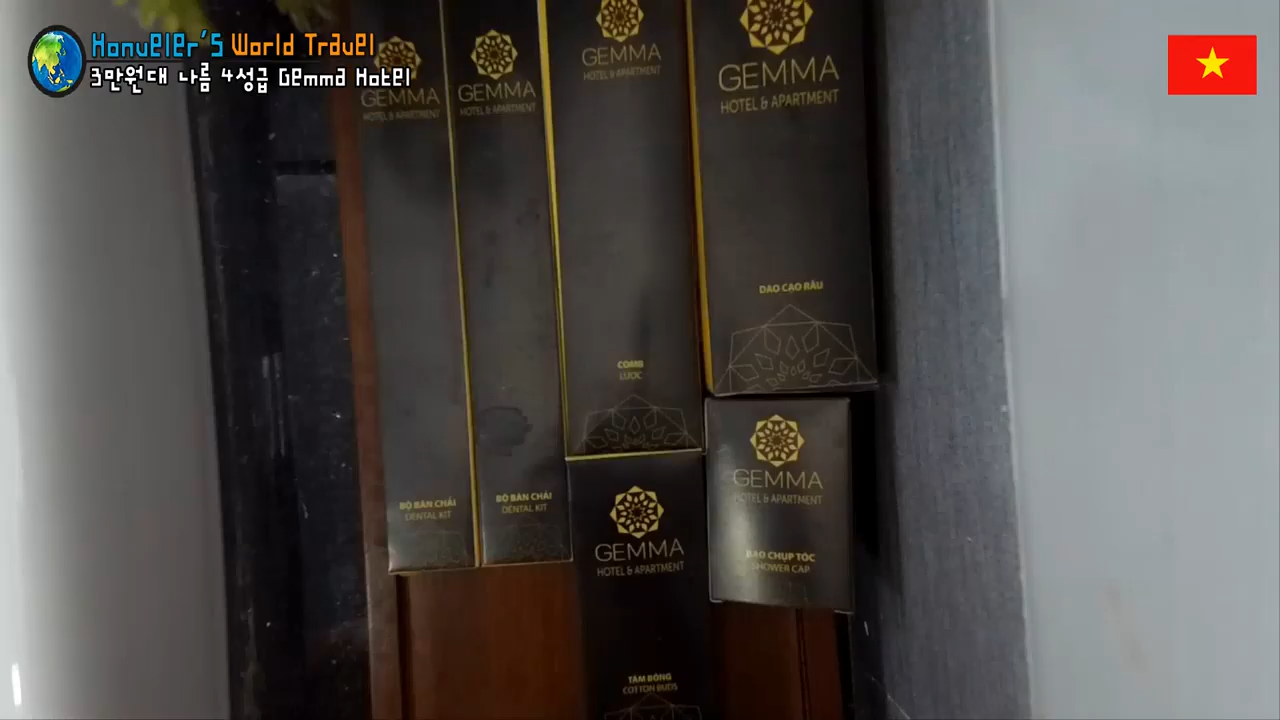 Hanveler's World Travel
3만원대 나름 4성급 Gemma Hotel
GEMMA
HOTEL & APARTMENT
BỘ BÀN CHẢI
DENTAL KIT
GEMMA
HOTEL & APARTMENT
BỘ BÀN CHẢI
DENTAL KIT
GEMMA
HOTEL & APARTMENT
COMB
LƯỢC
GEMMA
HOTEL & APARTMENT
DAO CẠO RÂU
GEMMA
HOTEL & APARTMENT
TĂM BÔNG
COTTON BUDS
GEMMA
HOTEL & APARTMENT
BAO CHỤP TÓC
SHOWER CAP